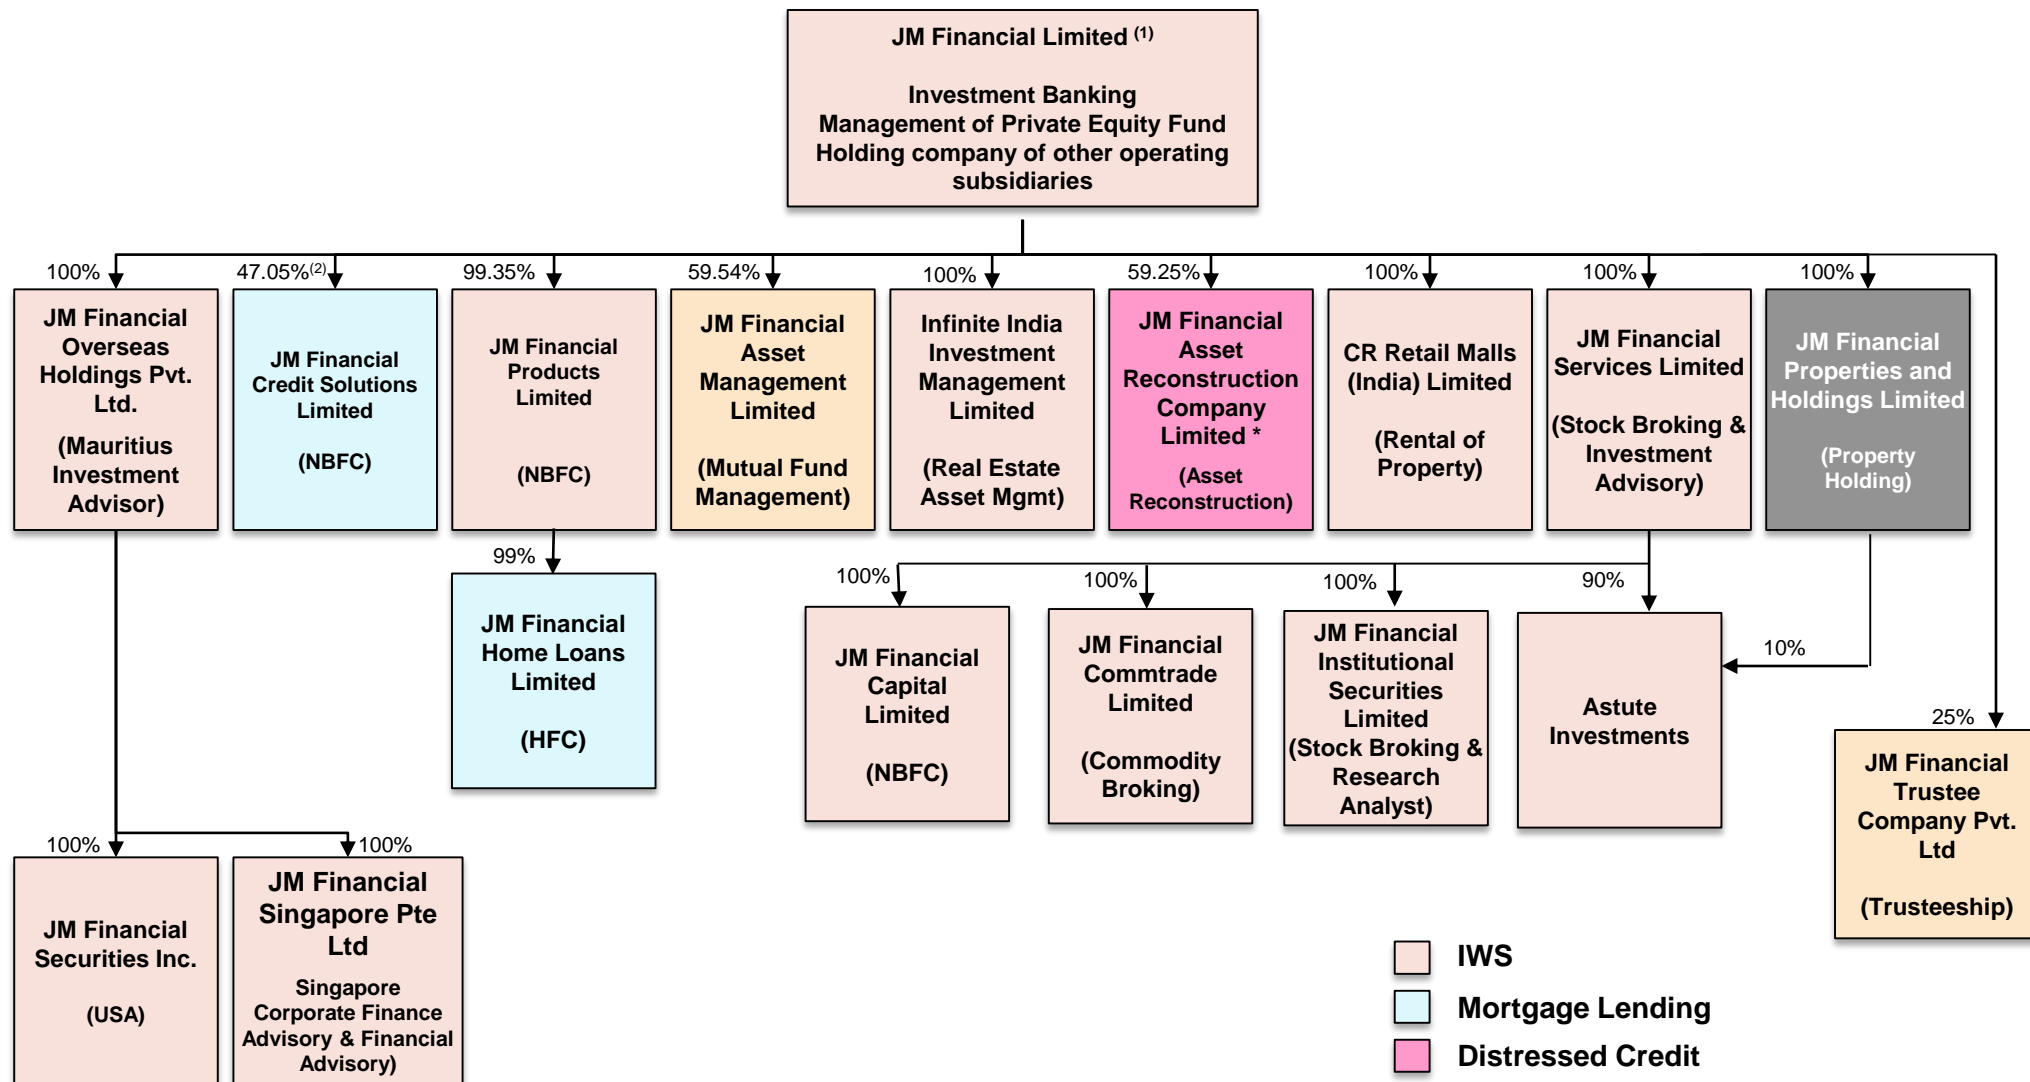 JM Financial Limited (1)
Investment Banking
Management of Private Equity Fund
Holding company of other operating
subsidiaries
100%
47.05%(2)
99.35%
59.54%
100%
59.25%
100%
100%
100%
JM Financial
Overseas
Holdings Pvt.
Ltd.
(Mauritius
Investment
Advisor)
JM Financial
Credit Solutions
Limited
(NBFC)
JM Financial
Products
Limited
(NBFC)
JM Financial
Asset
Management
Limited
(Mutual Fund
Management)
Infinite India
Investment
Management
Limited
(Real Estate
Asset Mgmt)
JM Financial
Asset
Reconstruction
Company
Limited *
(Asset
Reconstruction)
CR Retail Malls
(India) Limited
(Rental of
Property)
JM Financial
Services Limited
(Stock Broking &
Investment
Advisory)
JM Financial
Properties and
Holdings Limited
(Property
Holding)
99%
JM Financial
Home Loans
Limited
(HFC)
100%
100%
100%
90%
JM Financial
Capital
Limited
(NBFC)
JM Financial
Commtrade
Limited
(Commodity
Broking)
JM Financial
Institutional
Securities
Limited
(Stock Broking &
Research
Analyst)
Astute
Investments
10%
25%
JM Financial
Trustee
Company Pvt.
Ltd
(Trusteeship)
100%
100%
JM Financial
Securities Inc.
(USA)
JM Financial
Singapore Pte
Ltd
Singapore
Corporate Finance
Advisory & Financial
Advisory)
IWS
Mortgage Lending
Distressed Credit